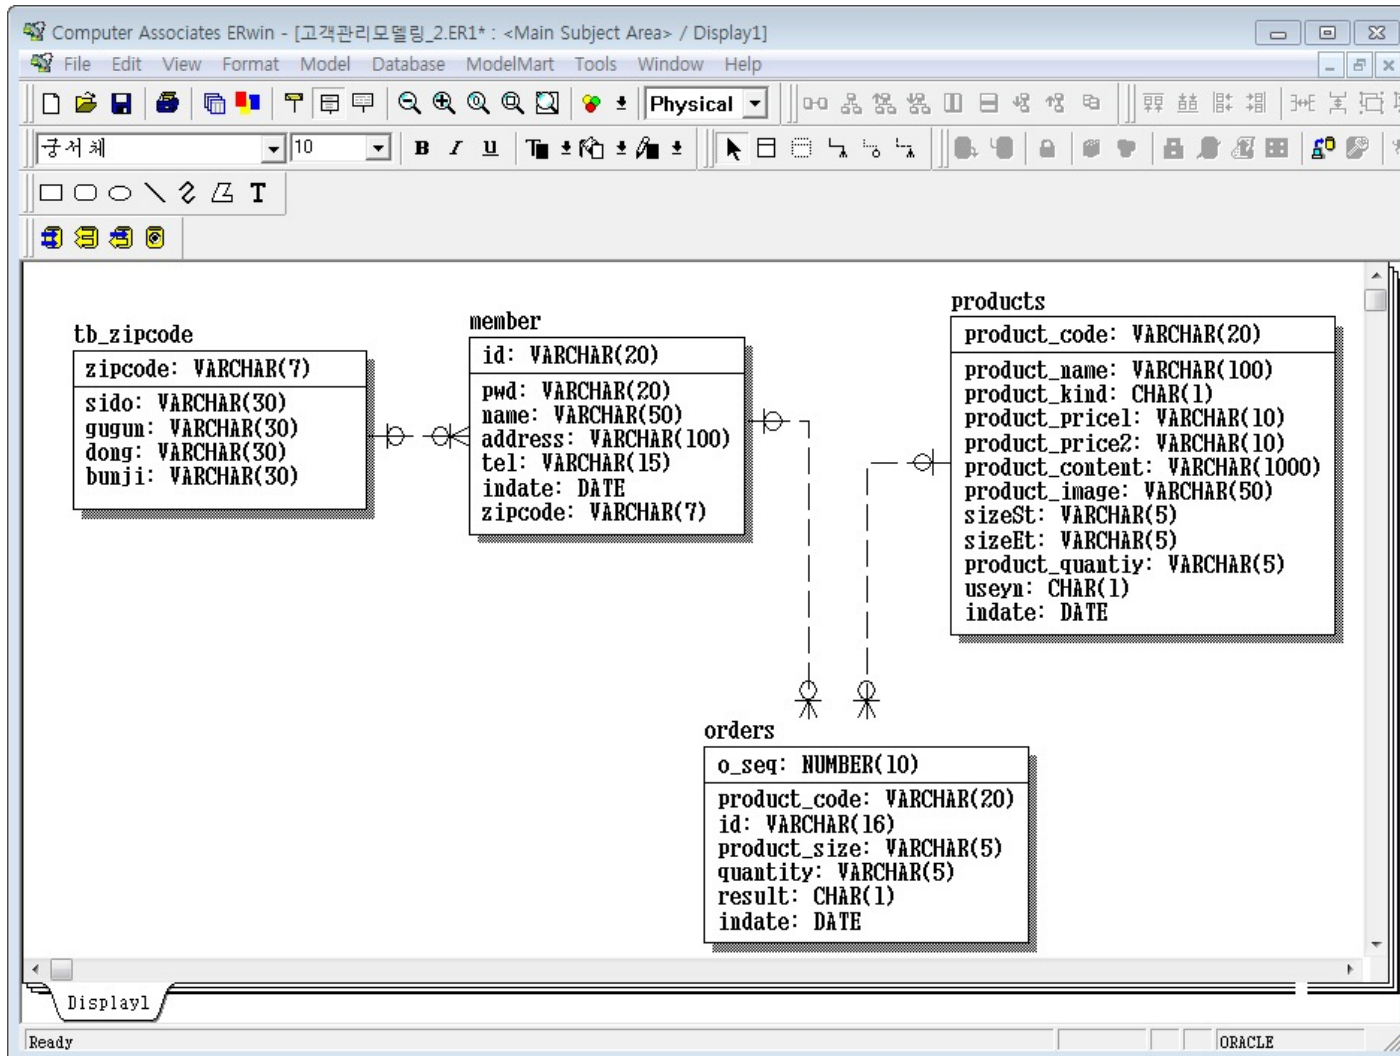 Computer Associates ERwin - [고객관리모델링_2.ER1* : <Main Subject Area> / Display1]
File Edit View Format Model Database ModelMart Tools Window Help
Physical
궁서체 10 B I U
T
tb_zipcode
zipcode: VARCHAR(7)
sido: VARCHAR(30)
gugun: VARCHAR(30)
dong: VARCHAR(30)
bunji: VARCHAR(30)
member
id: VARCHAR(20)
pwd: VARCHAR(20)
name: VARCHAR(50)
address: VARCHAR(100)
tel: VARCHAR(15)
indate: DATE
zipcode: VARCHAR(7)
products
product_code: VARCHAR(20)
product_name: VARCHAR(100)
product_kind: CHAR(1)
product_price1: VARCHAR(10)
product_price2: VARCHAR(10)
product_content: VARCHAR(1000)
product_image: VARCHAR(50)
sizeSt: VARCHAR(5)
sizeEt: VARCHAR(5)
product_quantiy: VARCHAR(5)
useyn: CHAR(1)
indate: DATE
orders
o_seq: NUMBER(10)
product_code: VARCHAR(20)
id: VARCHAR(16)
product_size: VARCHAR(5)
quantity: VARCHAR(5)
result: CHAR(1)
indate: DATE
Display1
Ready
ORACLE